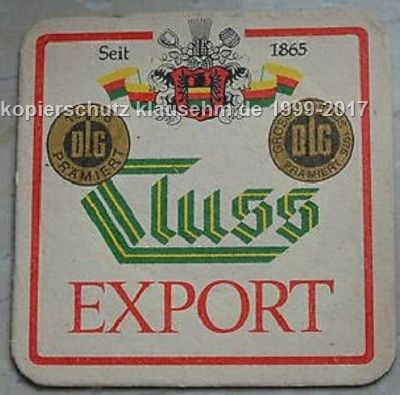 Seit 1865
kopierschutz klausehm.de 1999-2017
DLG
PRÄMIERT
DLG
PRÄMIERT
Cluss
EXPORT